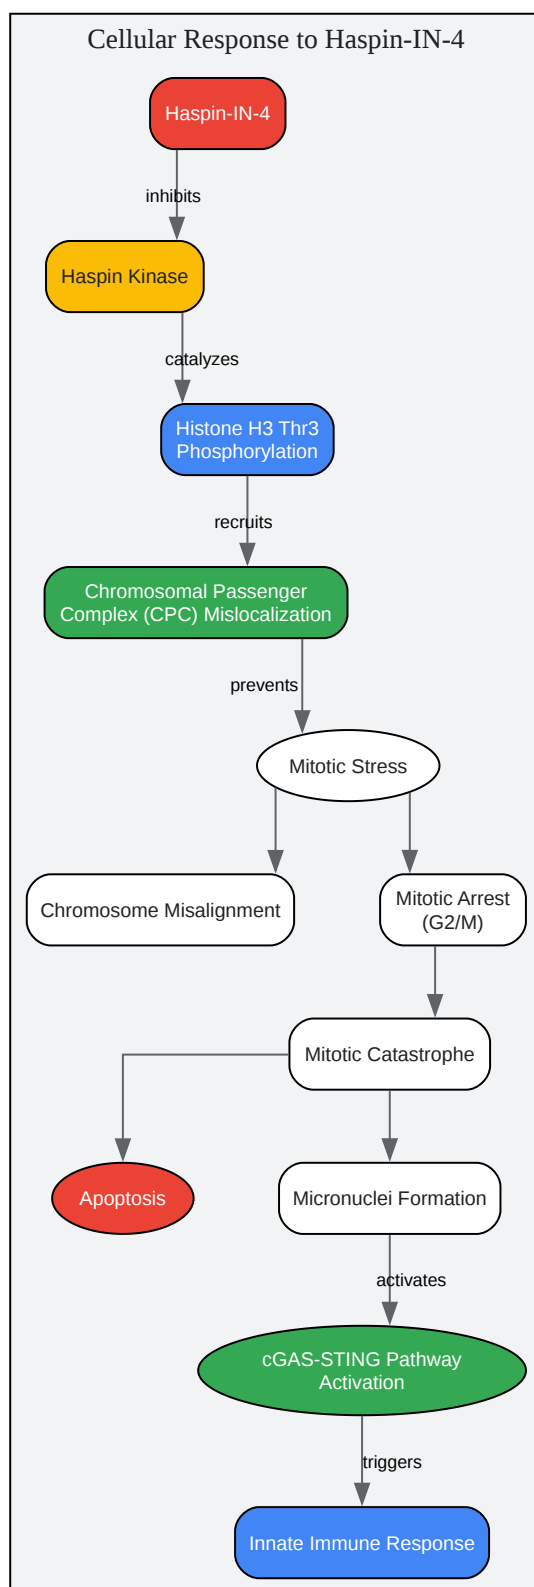 Cellular Response to Haspin-IN-4
Haspin-IN-4
inhibits
Haspin Kinase
catalyzes
Histone H3 Thr3
Phosphorylation
recruits
Chromosomal Passenger
Complex (CPC) Mislocalization
prevents
Mitotic Stress
Chromosome Misalignment
Mitotic Arrest
(G2/M)
Mitotic Catastrophe
Apoptosis
Micronuclei Formation
activates
cGAS-STING Pathway
Activation
triggers
Innate Immune Response